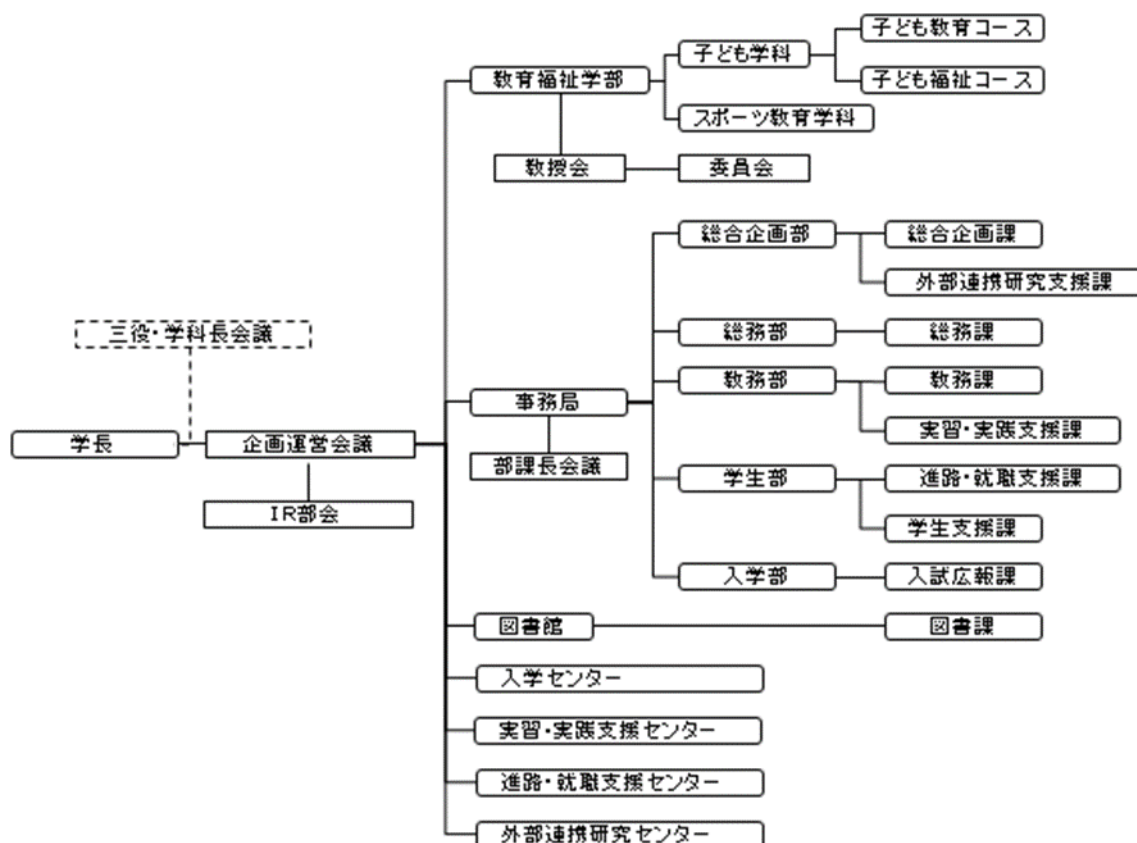 子ども教育コース
子ども学科
教育福祉学部
子ども福祉コース
スポーツ教育学科
教授会
委員会
総合企画部
総合企画課
外部連携研究支援課
三役・学科長会議
総務部
総務課
教務部
教務課
事務局
実習・実践支援課
学長
企画運営会議
部課長会議
学生部
進路・就職支援課
IR部会
学生支援課
入学部
入試広報課
図書館
図書課
入学センター
実習・実践支援センター
進路・就職支援センター
外部連携研究センター